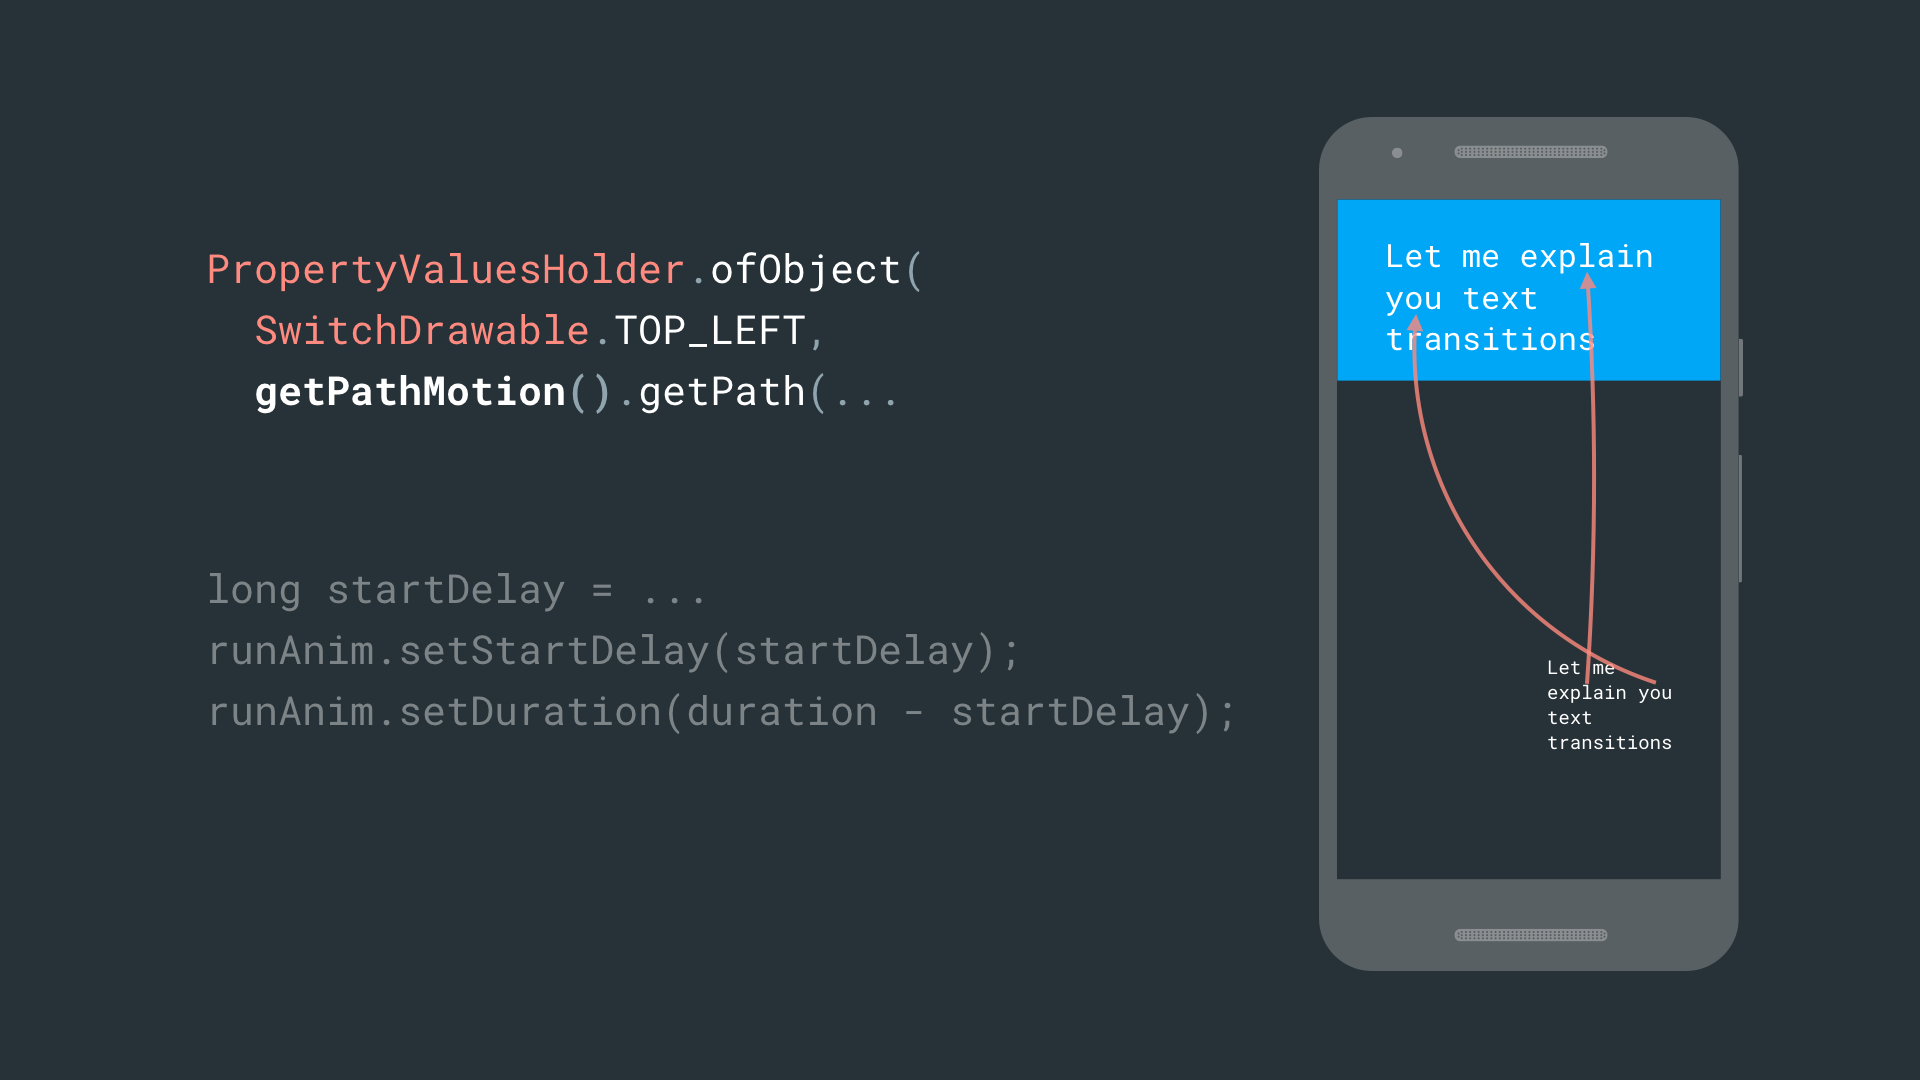 PropertyValuesHolder.ofObject(
  SwitchDrawable.TOP_LEFT,
  getPathMotion().getPath(...
long startDelay = ...
runAnim.setStartDelay(startDelay);
runAnim.setDuration(duration - startDelay);
Let me explain
you text
transitions
Let me
explain you
text
transitions